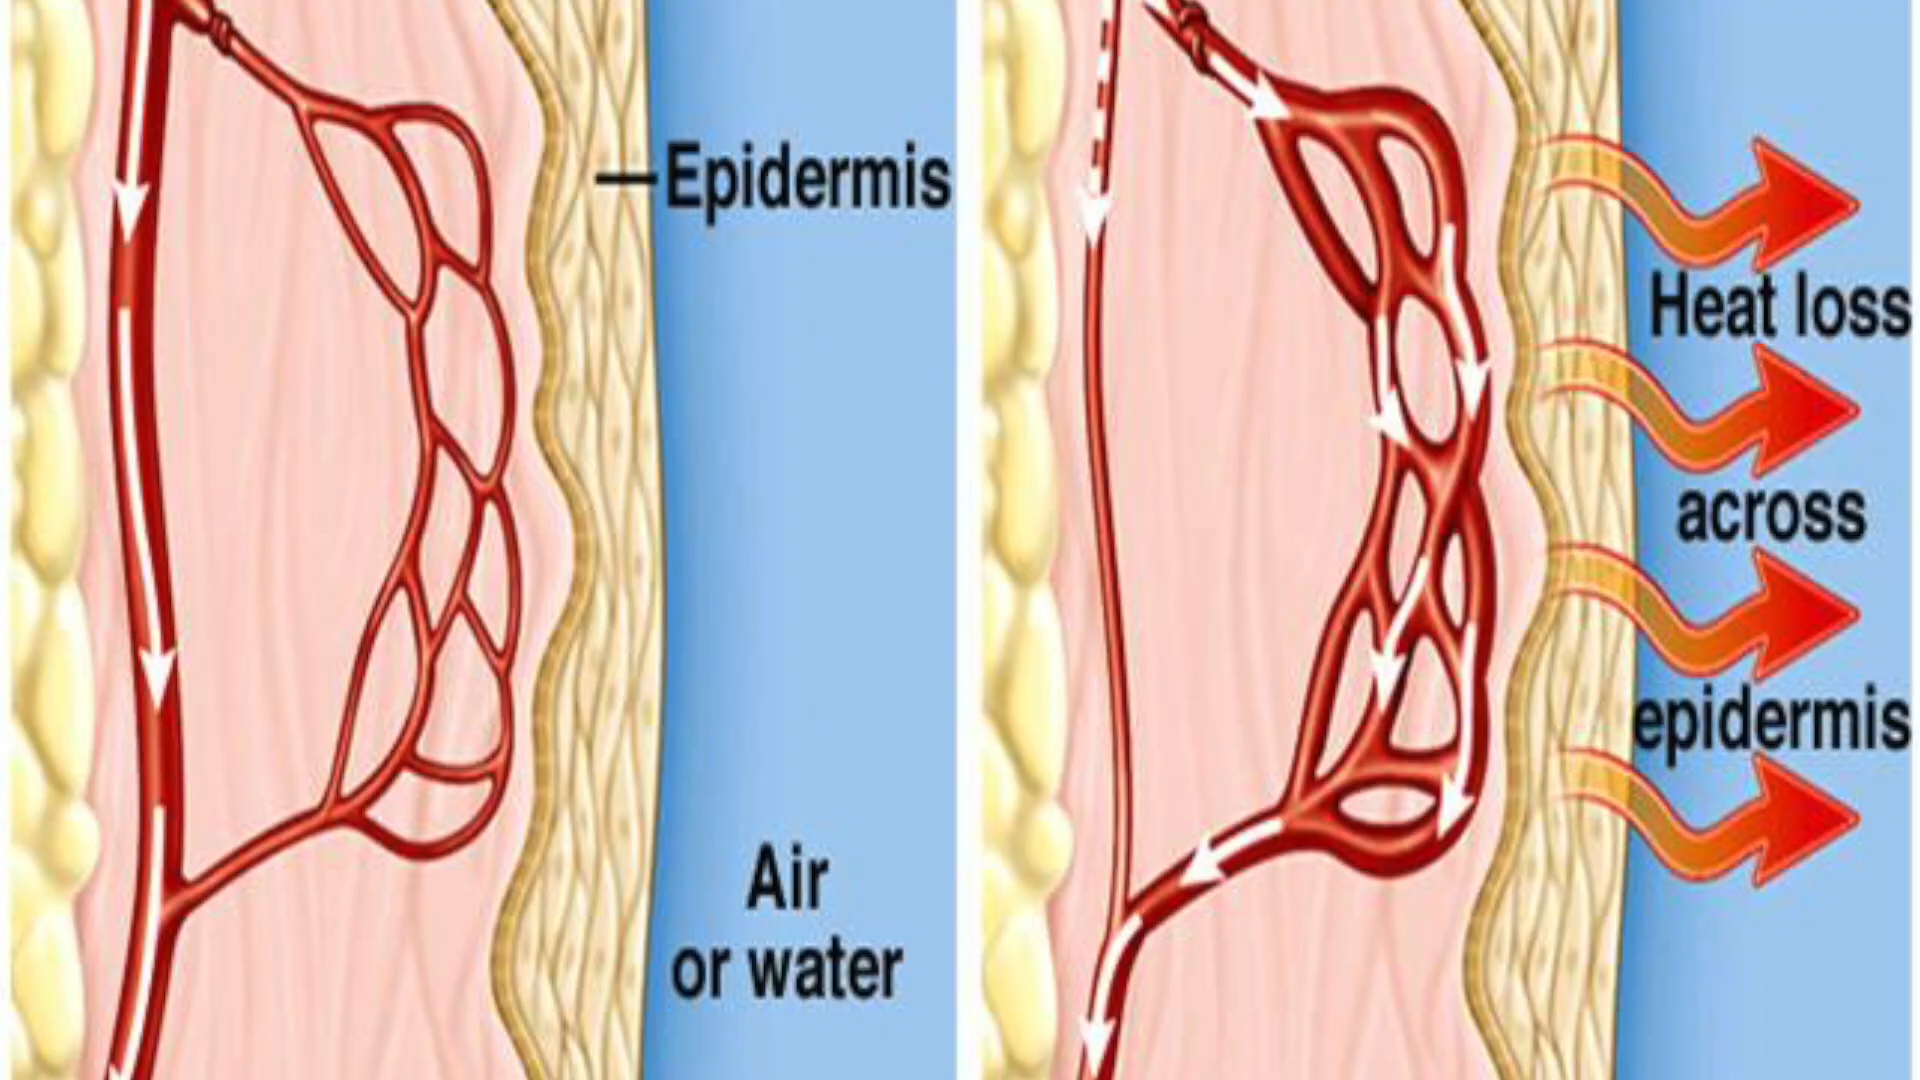 Epidermis
Air
or water
Heat loss
across
epidermis